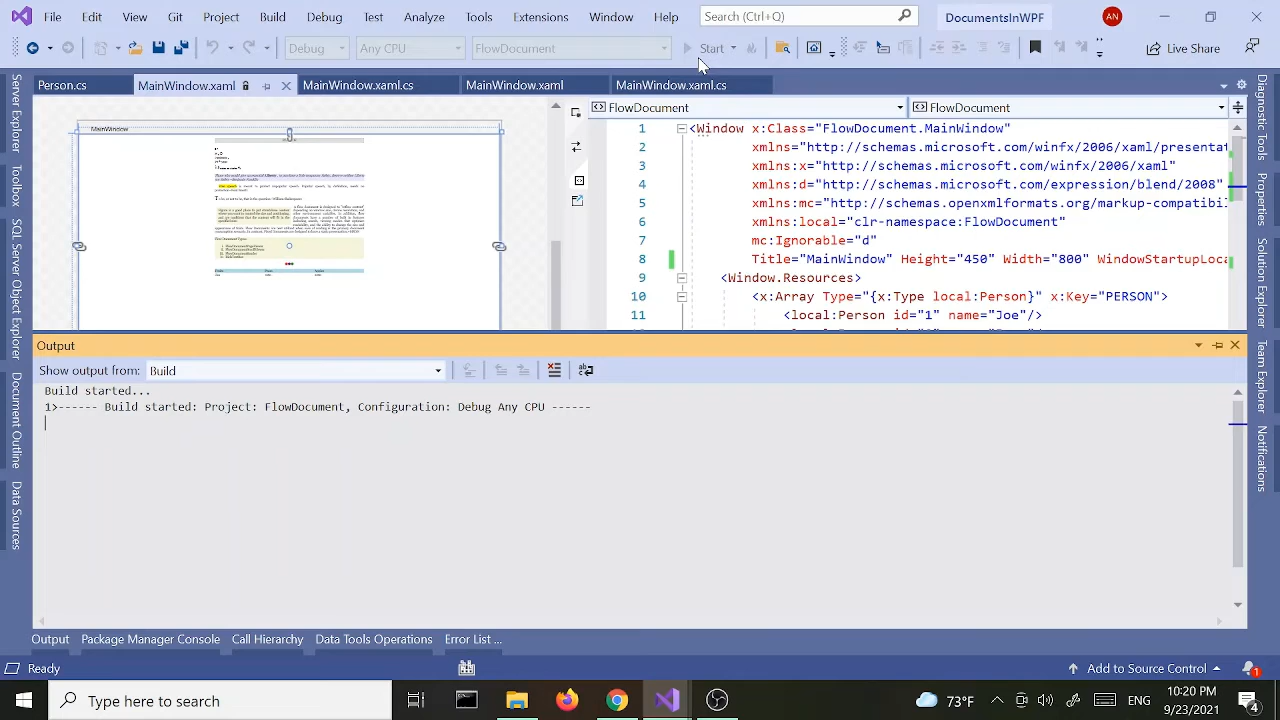 File Edit View Git Project Build Debug Test Analyze Tools Extensions Window Help Search (Ctrl+Q) DocumentsInWPF AN
Debug Any CPU FlowDocument Start Live Share
Person.cs MainWindow.xaml MainWindow.xaml.cs MainWindow.xaml MainWindow.xaml.cs
FlowDocument FlowDocument
MainWindow
1 <Window x:Class="FlowDocument.MainWindow"
2 xmlns="http://schemas.microsoft.com/winfx/2006/xaml/presentat
3 xmlns:x="http://schemas.microsoft.com/winfx/2006/xaml"
4 xmlns:d="http://schemas.microsoft.com/expression/blend/2008"
5 xmlns:mc="http://schemas.openxmlformats.org/markup-compatibil
6 xmlns:local="clr-namespace:FlowDocument"
7 mc:Ignorable="d"
8 Title="MainWindow" Height="450" Width="800" WindowStartupLoca
9 <Window.Resources>
10 <x:Array Type="{x:Type local:Person}" x:Key="PERSON">
11 <local:Person id="1" name="Joe"/>
Output
Show output from: Build
Build started...
1>------ Build started: Project: FlowDocument, Configuration: Debug Any CPU ------
Output Package Manager Console Call Hierarchy Data Tools Operations Error List ...
Ready Add to Source Control 1
Type here to search 73°F ENG 10:20 PM
9/23/2021
Server Explorer
Toolbox
Document Outline
Data Sources
Solution Explorer
Team Explorer
Notifications